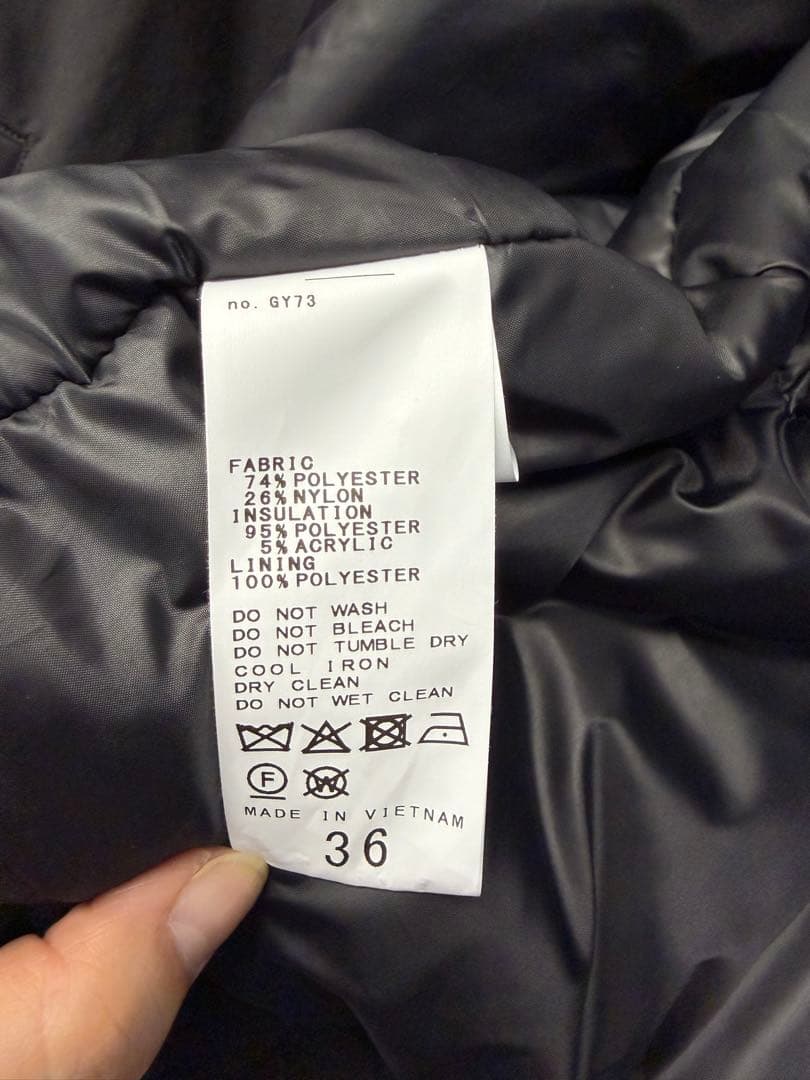 no. GY73
FABRIC
74% POLYESTER
26% NYLON
INSULATION
95% POLYESTER
5% ACRYLIC
LINING
100% POLYESTER
DO NOT WASH
DO NOT BLEACH
DO NOT TUMBLE DRY
COOL IRON
DRY CLEAN
DO NOT WET CLEAN
F W
MADE IN VIETNAM
36